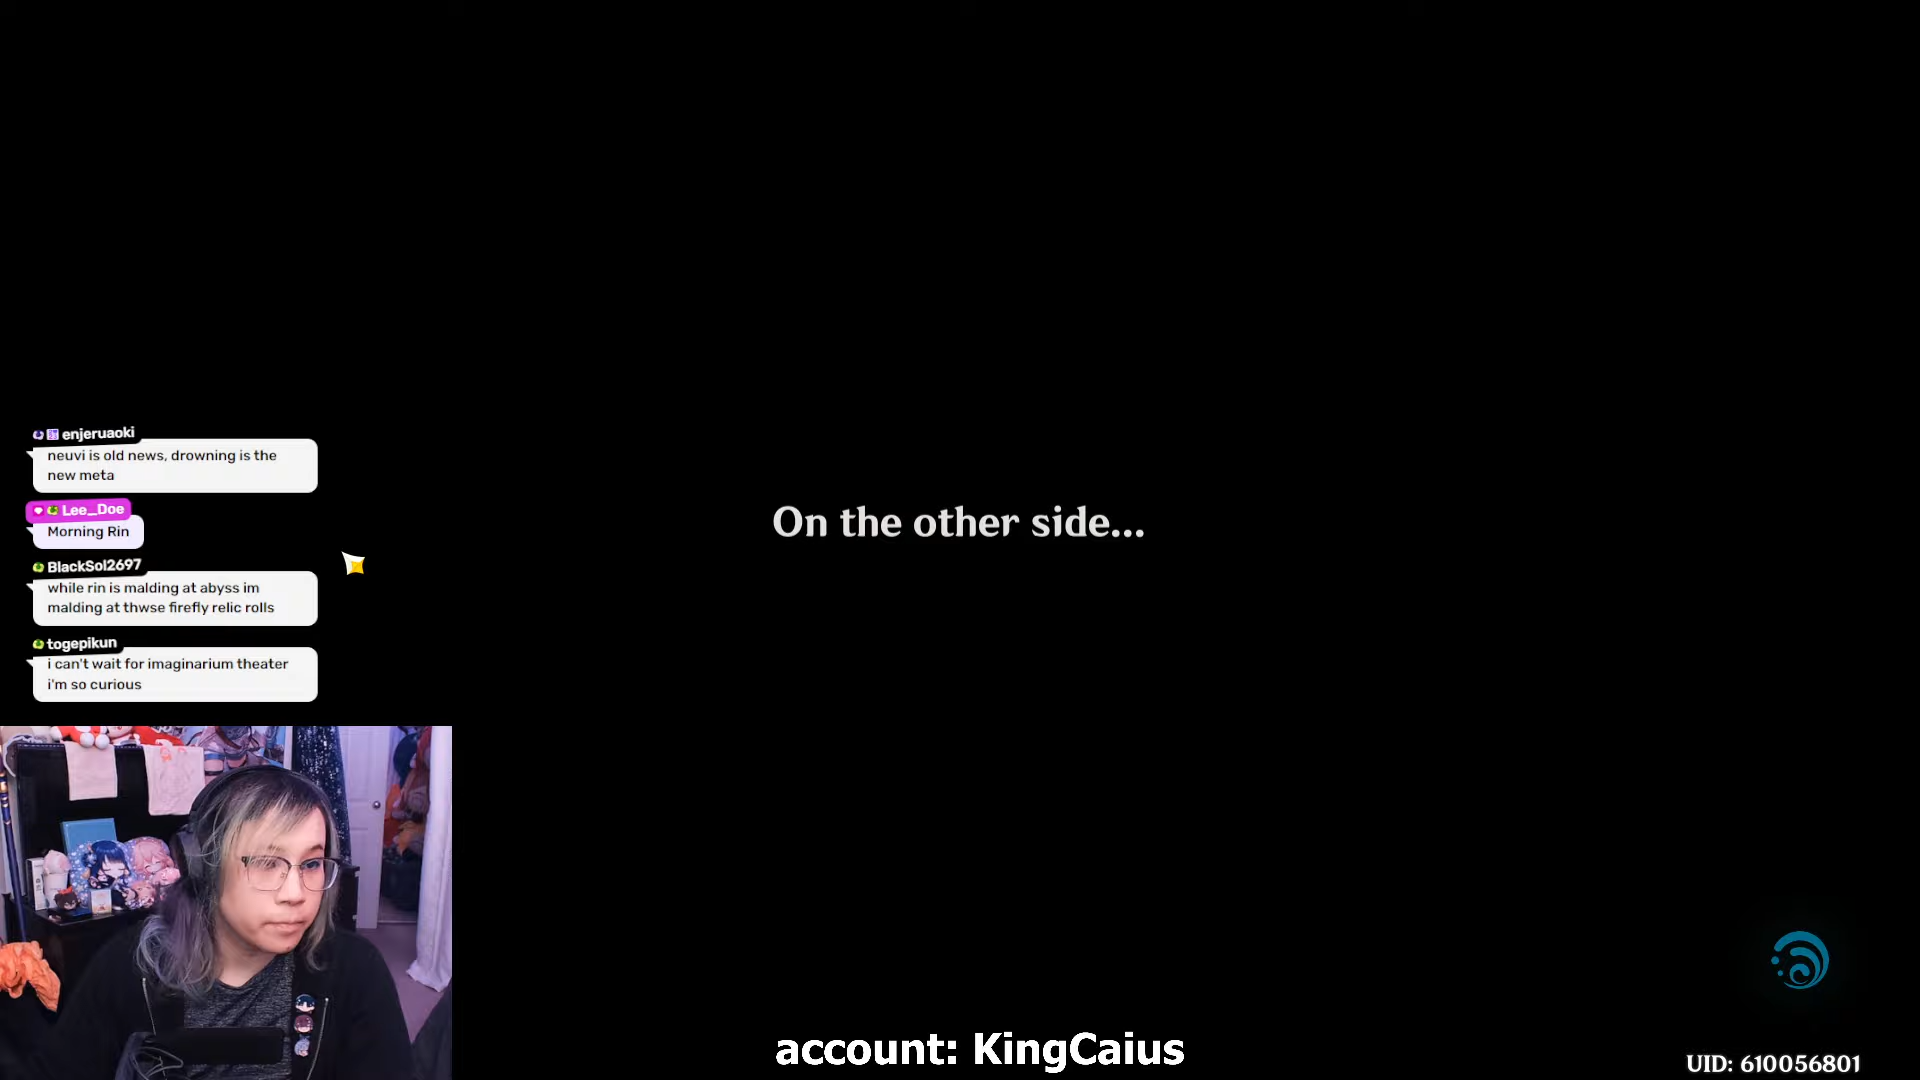 enjeruaoki
neuvi is old news, drowning is the
new meta
Lee_Doe
Morning Rin
BlackSol2697
while rin is malding at abyss im
malding at thwse firefly relic rolls
togepikun
i can't wait for imaginarium theater
i'm so curious
On the other side...
account: KingCaius
UID: 610056801